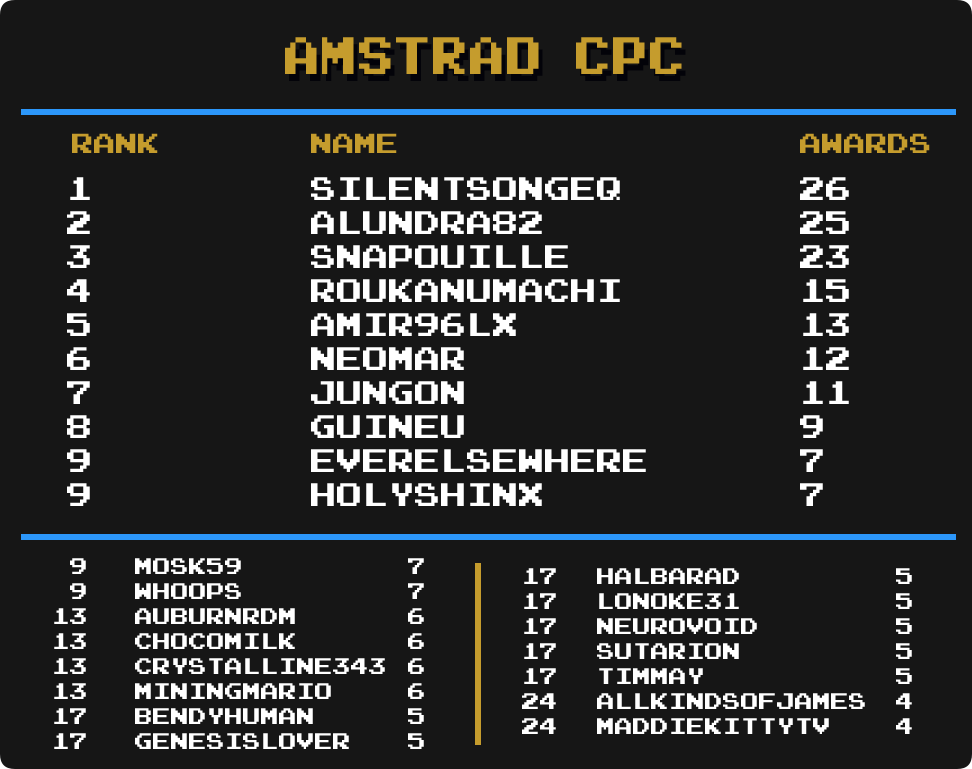 AMSTRAD CPC
RANK NAME AWARDS
1 SILENTSONGEQ 26
2 ALUNDRA82 25
3 SNAPOUILLE 23
4 ROUKANUMACHI 15
5 AMIR96LX 13
6 NEOMAR 12
7 JUNGON 11
8 GUINEU 9
9 EVERELSEWHERE 7
9 HOLYSHINX 7
9 MOSK59 7
9 WHOOPS 7
13 AUBURNRDM 6
13 CHOCOMILK 6
13 CRYSTALLINE343 6
13 MININGMARIO 6
17 BENDYHUMAN 5
17 GENESISLOVER 5
17 HALBARAD 5
17 LONOKE31 5
17 NEUROVOID 5
17 SUTARION 5
17 TIMMAY 5
24 ALLKINDSOFJAMES 4
24 MADDIEKITTYTV 4